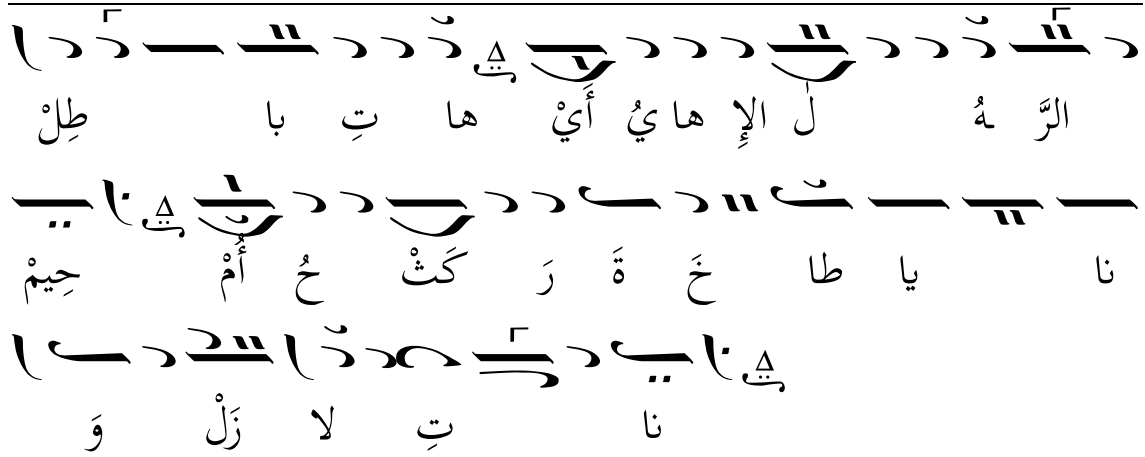 طِلْ با تِ ها أَيْ يُ ها الإِ لٰ هُ الرَّ
حِيمْ أُمْ حُ كَثْ رَ ةَ خَ طا يا نا
وَ زَلْ لا تِ نا